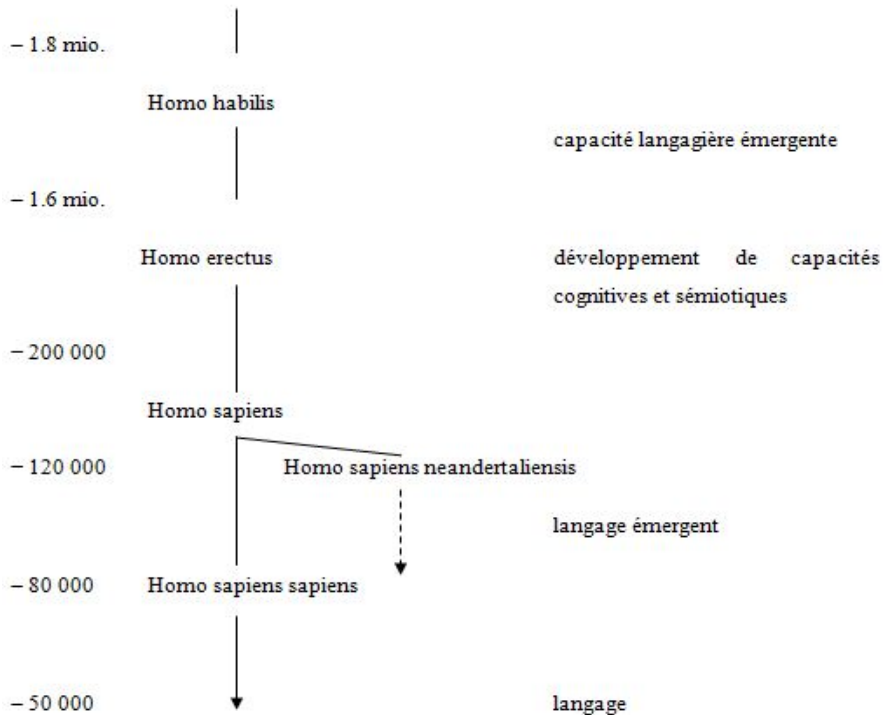 – 1.8 mio.
Homo habilis
capacité langagière émergente
– 1.6 mio.
Homo erectus
développement de capacités
cognitives et sémiotiques
– 200 000
Homo sapiens
– 120 000
Homo sapiens neandertaliensis
langage émergent
– 80 000
Homo sapiens sapiens
– 50 000
langage